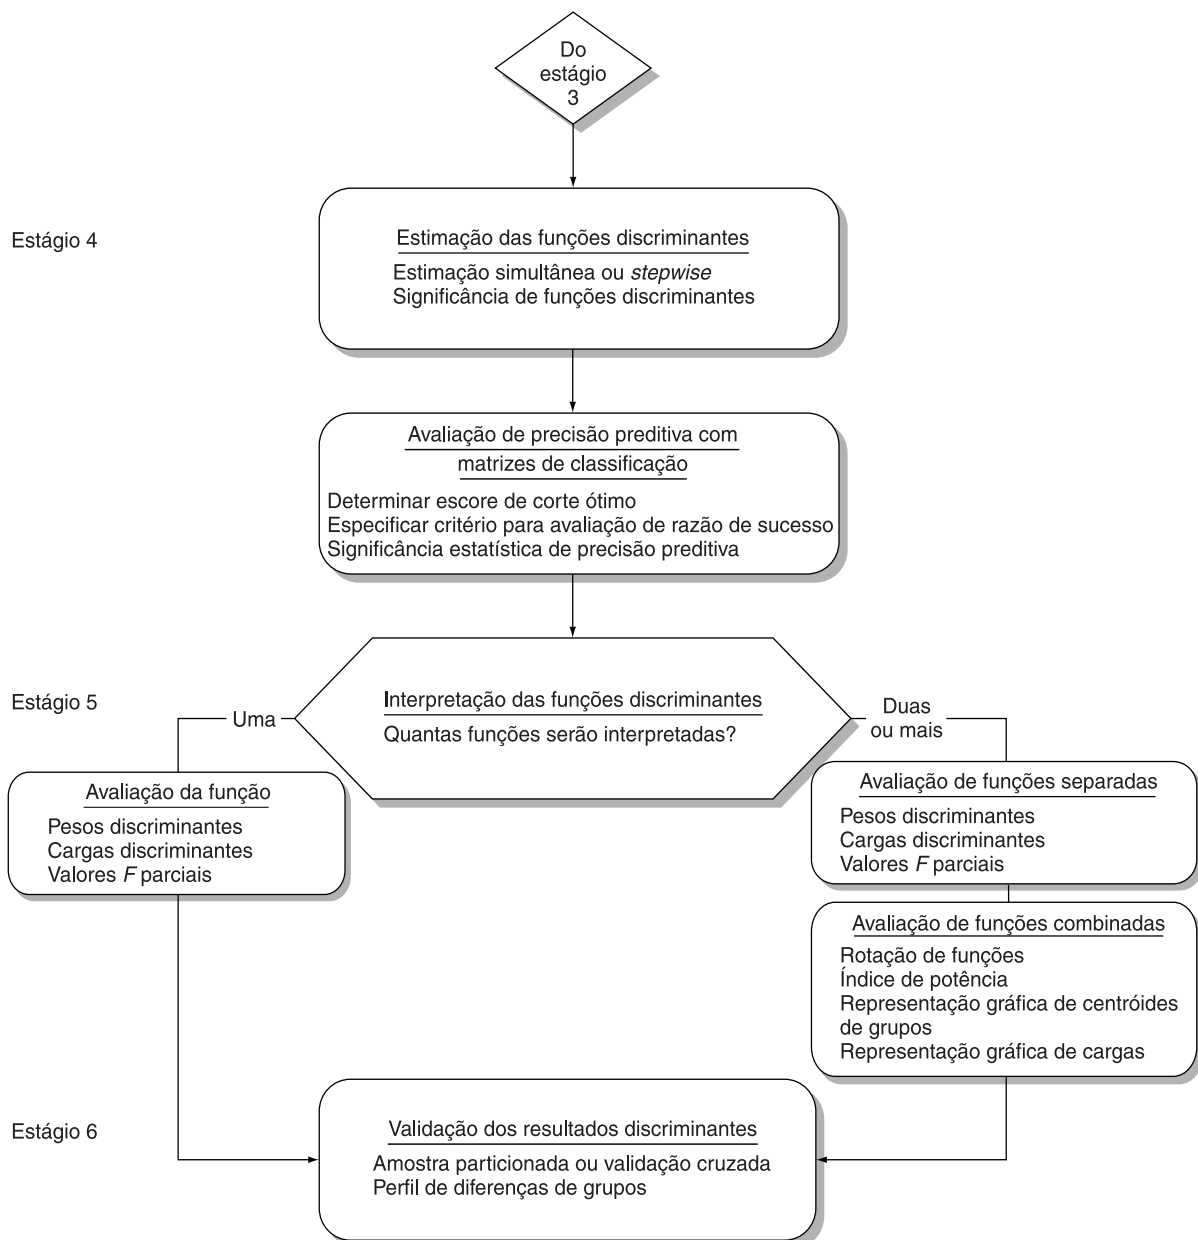 Do
estágio
3
Estágio 4
Estimação das funções discriminantes
Estimação simultânea ou stepwise
Significância de funções discriminantes
Avaliação de precisão preditiva com
matrizes de classificação
Determinar escore de corte ótimo
Especificar critério para avaliação de razão de sucesso
Significância estatística de precisão preditiva
Estágio 5
Interpretação das funções discriminantes
Quantas funções serão interpretadas?
Uma
Duas
ou mais
Avaliação da função
Pesos discriminantes
Cargas discriminantes
Valores F parciais
Avaliação de funções separadas
Pesos discriminantes
Cargas discriminantes
Valores F parciais
Avaliação de funções combinadas
Rotação de funções
Índice de potência
Representação gráfica de centróides
de grupos
Representação gráfica de cargas
Estágio 6
Validação dos resultados discriminantes
Amostra particionada ou validação cruzada
Perfil de diferenças de grupos